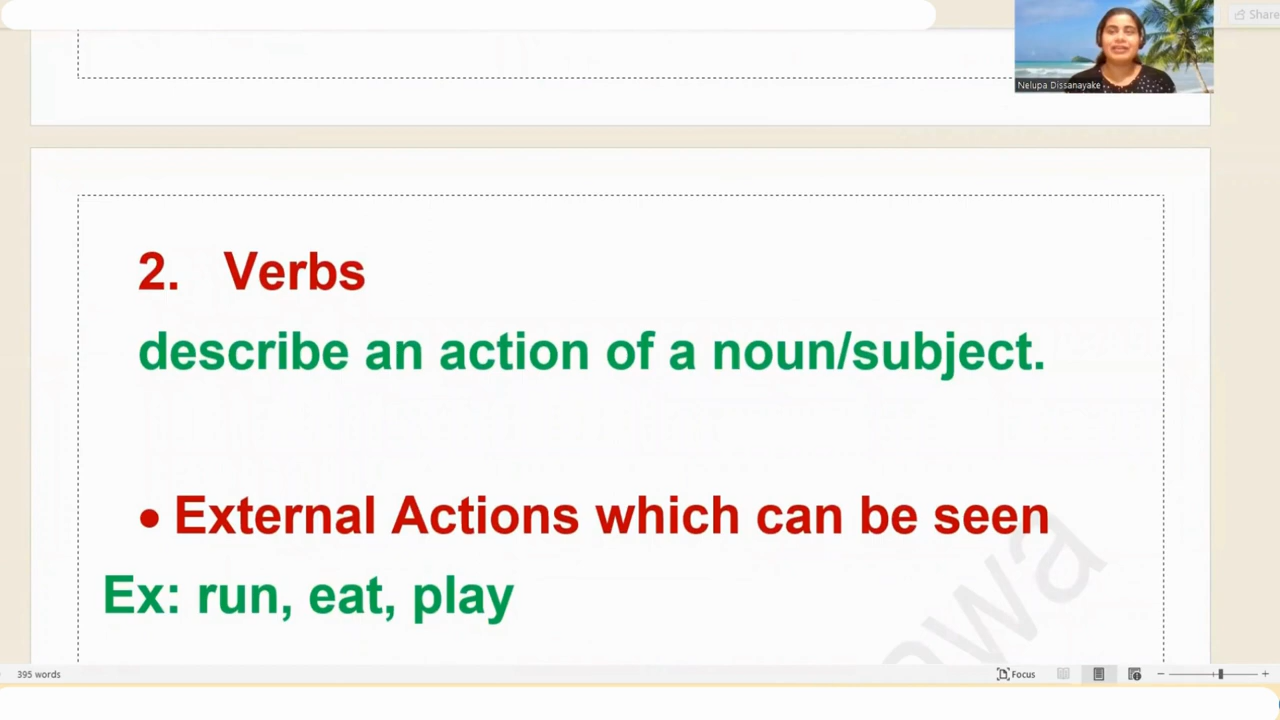 Share
Nelupa Dissanayake
2. Verbs
describe an action of a noun/subject.
• External Actions which can be seen
Ex: run, eat, play
395 words
Focus